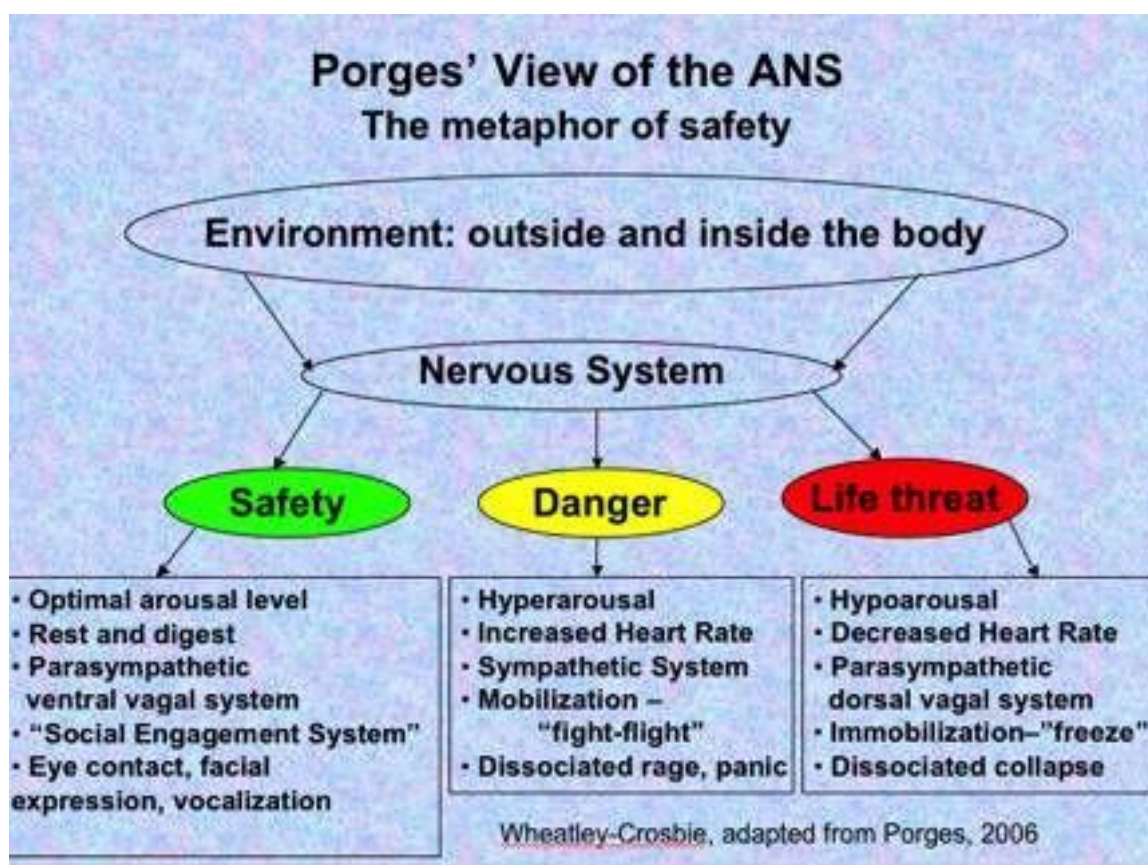 Porges’ View of the ANS
The metaphor of safety
Environment: outside and inside the body
Nervous System
Safety
Danger
Life threat
• Optimal arousal level
• Rest and digest
• Parasympathetic
ventral vagal system
• “Social Engagement System”
• Eye contact, facial
expression, vocalization
• Hyperarousal
• Increased Heart Rate
• Sympathetic System
• Mobilization –
“fight-flight”
• Dissociated rage, panic
• Hypoarousal
• Decreased Heart Rate
• Parasympathetic
dorsal vagal system
• Immobilization–”freeze”
• Dissociated collapse
Wheatley-Crosbie, adapted from Porges, 2006